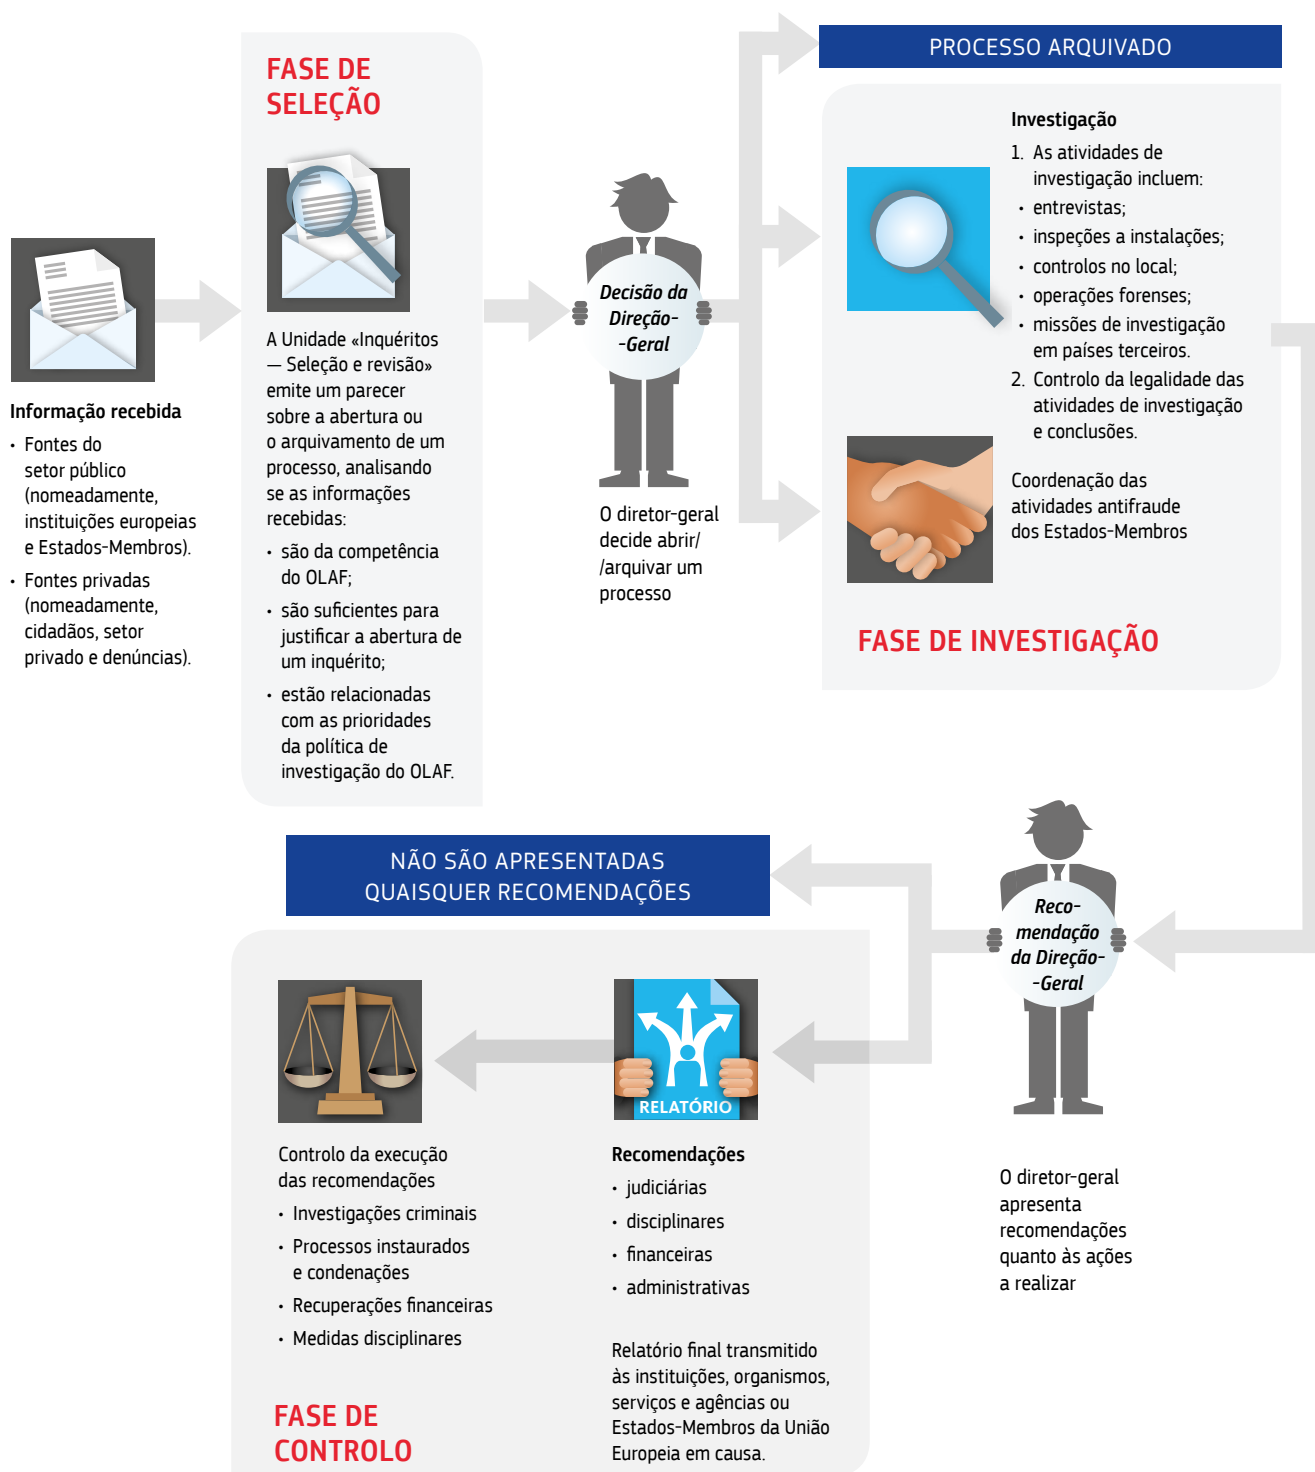 Informação recebida
• Fontes do
setor público
(nomeadamente,
instituições europeias
e Estados-Membros).
• Fontes privadas
(nomeadamente,
cidadãos, setor
privado e denúncias).
FASE DE
SELEÇÃO
A Unidade «Inquéritos
— Seleção e revisão»
emite um parecer
sobre a abertura ou
o arquivamento de um
processo, analisando
se as informações
recebidas:
• são da competência
do OLAF;
• são suficientes para
justificar a abertura de
um inquérito;
• estão relacionadas
com as prioridades
da política de
investigação do OLAF.
Decisão da
Direção-
-Geral
O diretor-geral
decide abrir/
/arquivar um
processo
PROCESSO ARQUIVADO
Investigação
1. As atividades de
investigação incluem:
• entrevistas;
• inspeções a instalações;
• controlos no local;
• operações forenses;
• missões de investigação
em países terceiros.
2. Controlo da legalidade das
atividades de investigação
e conclusões.
Coordenação das
atividades antifraude
dos Estados-Membros
FASE DE INVESTIGAÇÃO
Reco-
mendação
da Direção-
-Geral
O diretor-geral
apresenta
recomendações
quanto às ações
a realizar
NÃO SÃO APRESENTADAS
QUAISQUER RECOMENDAÇÕES
RELATÓRIO
Recomendações
• judiciárias
• disciplinares
• financeiras
• administrativas
Relatório final transmitido
às instituições, organismos,
serviços e agências ou
Estados-Membros da União
Europeia em causa.
Controlo da execução
das recomendações
• Investigações criminais
• Processos instaurados
e condenações
• Recuperações financeiras
• Medidas disciplinares
FASE DE
CONTROLO